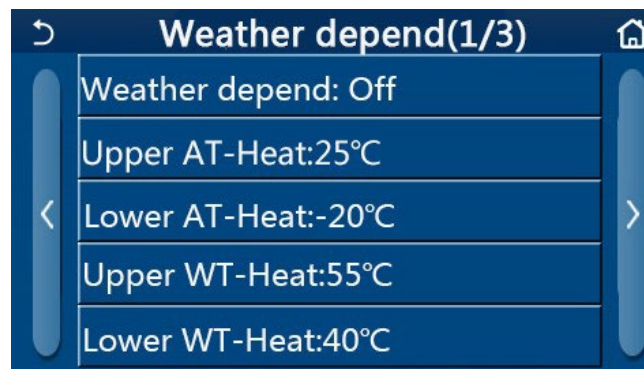 Weather depend(1/3)
Weather depend: Off
Upper AT-Heat:25℃
Lower AT-Heat:-20℃
Upper WT-Heat:55℃
Lower WT-Heat:40℃